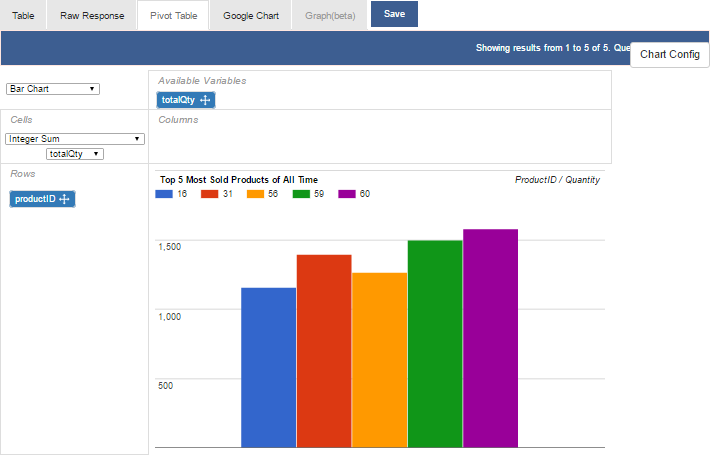 Table Raw Response Pivot Table Google Chart Graph(beta) Save
Showing results from 1 to 5 of 5. Que
Chart Config
Bar Chart
Available Variables
totalQty
Cells
Columns
Integer Sum
totalQty
Rows
productID
Top 5 Most Sold Products of All Time
ProductID / Quantity
16 31 56 59 60
1,500
1,000
500